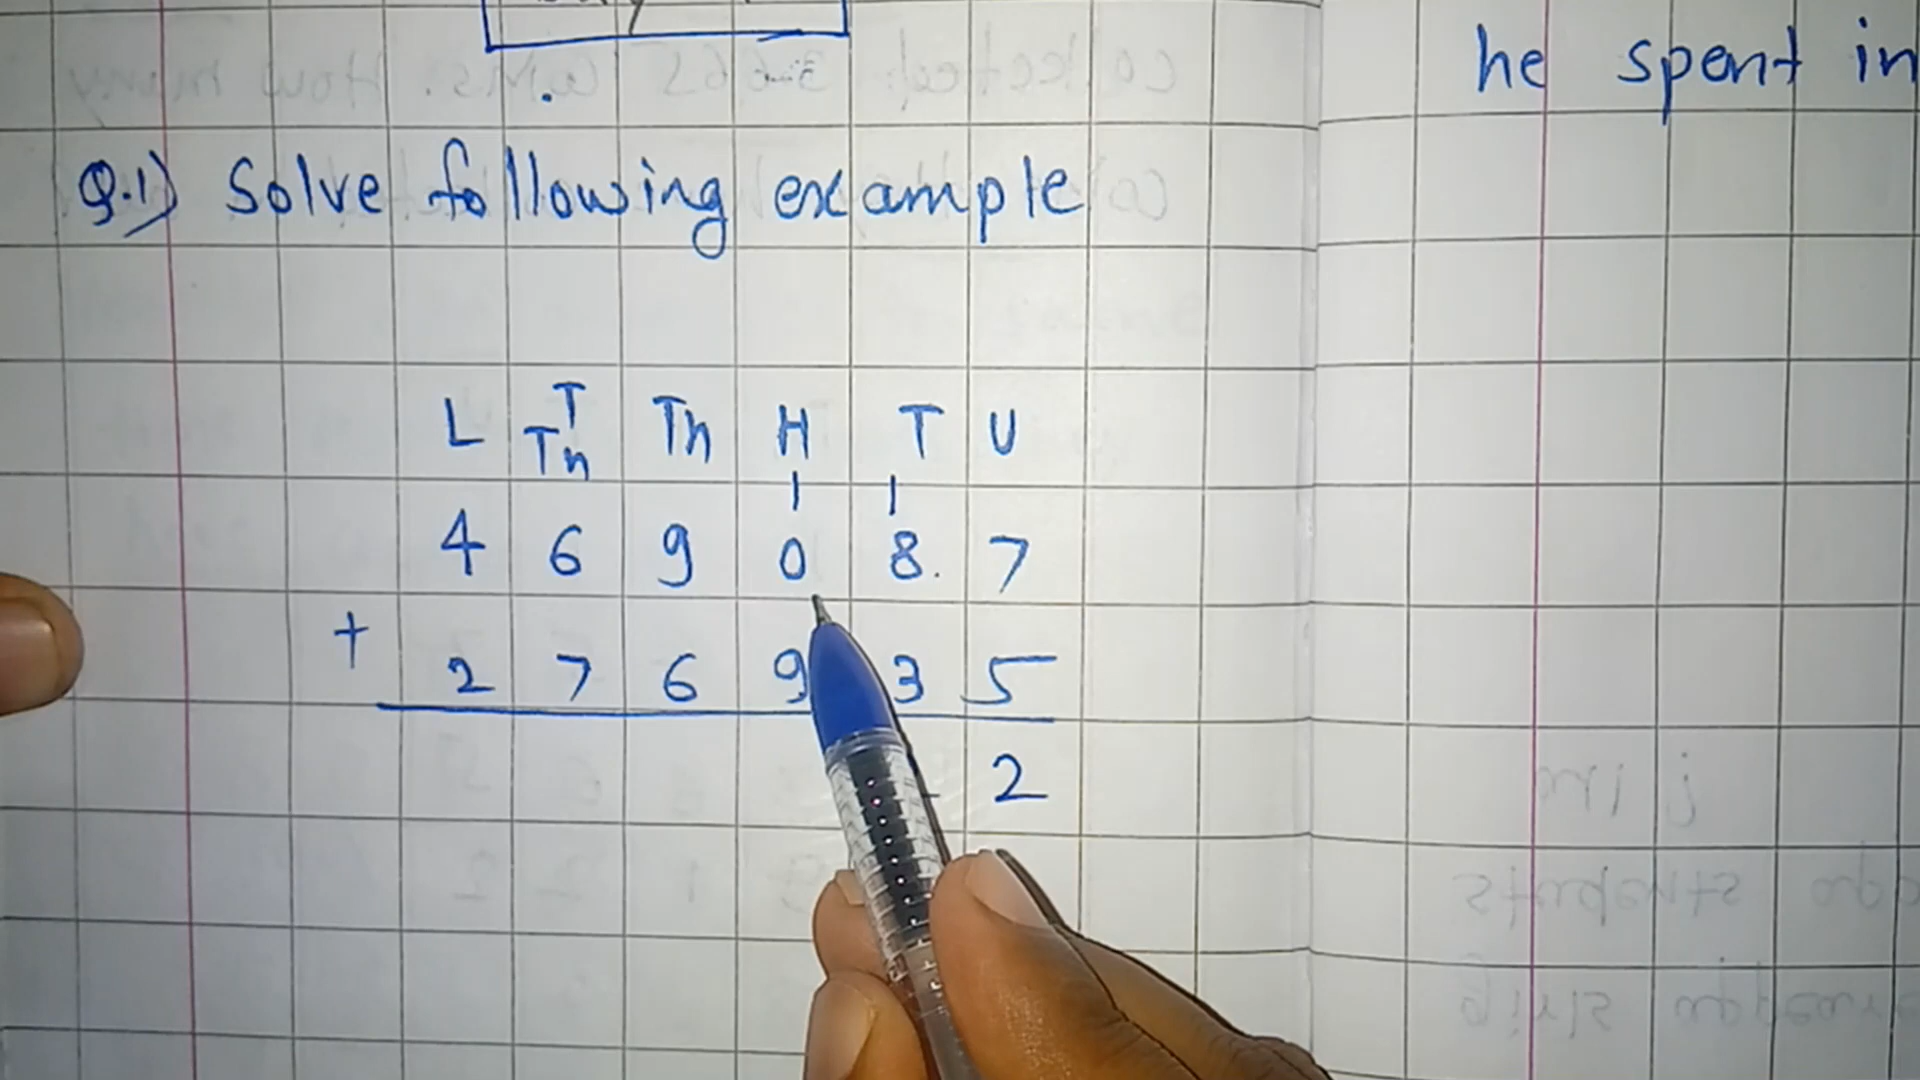 he spent in
Q.1) Solve following example
L T Th Th H T U
1 1
4 6 9 0 8. 7
+ 2 7 6 9 3 5
2